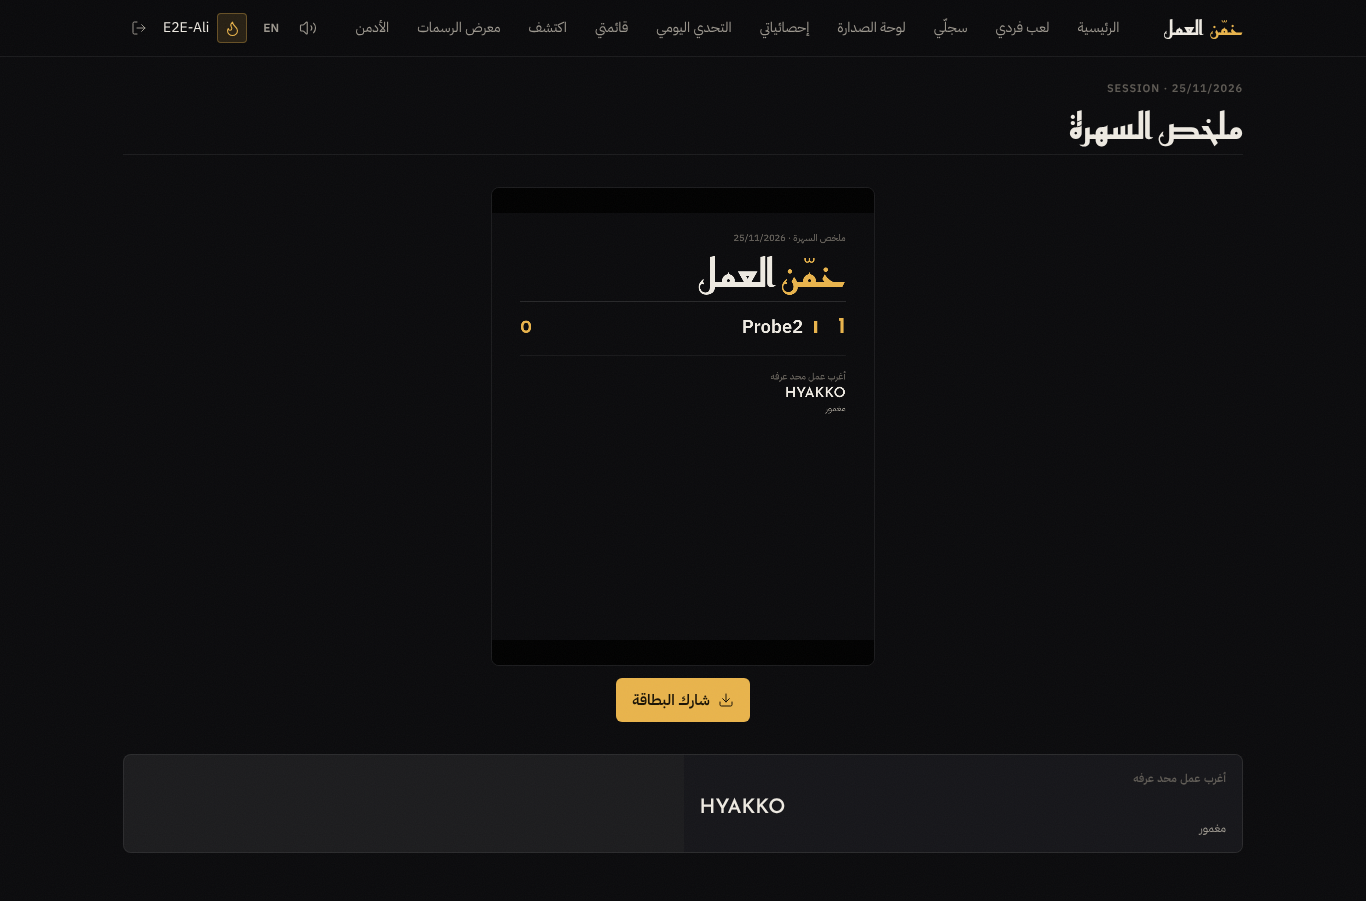 خمّن العمل
الرئيسية
لعب فردي
سجلّي
لوحة الصدارة
إحصائياتي
التحدي اليومي
قائمتي
اكتشف
معرض الرسمات
الأدمن
EN
E2E-Ali
SESSION · 25/11/2026
ملخص السهرة
ملخص السهرة · 25/11/2026
خمّن العمل
1 Probe2 0
أغرب عمل محد عرفه
HYAKKO
مغمور
شارك البطاقة
أغرب عمل محد عرفه
HYAKKO
مغمور